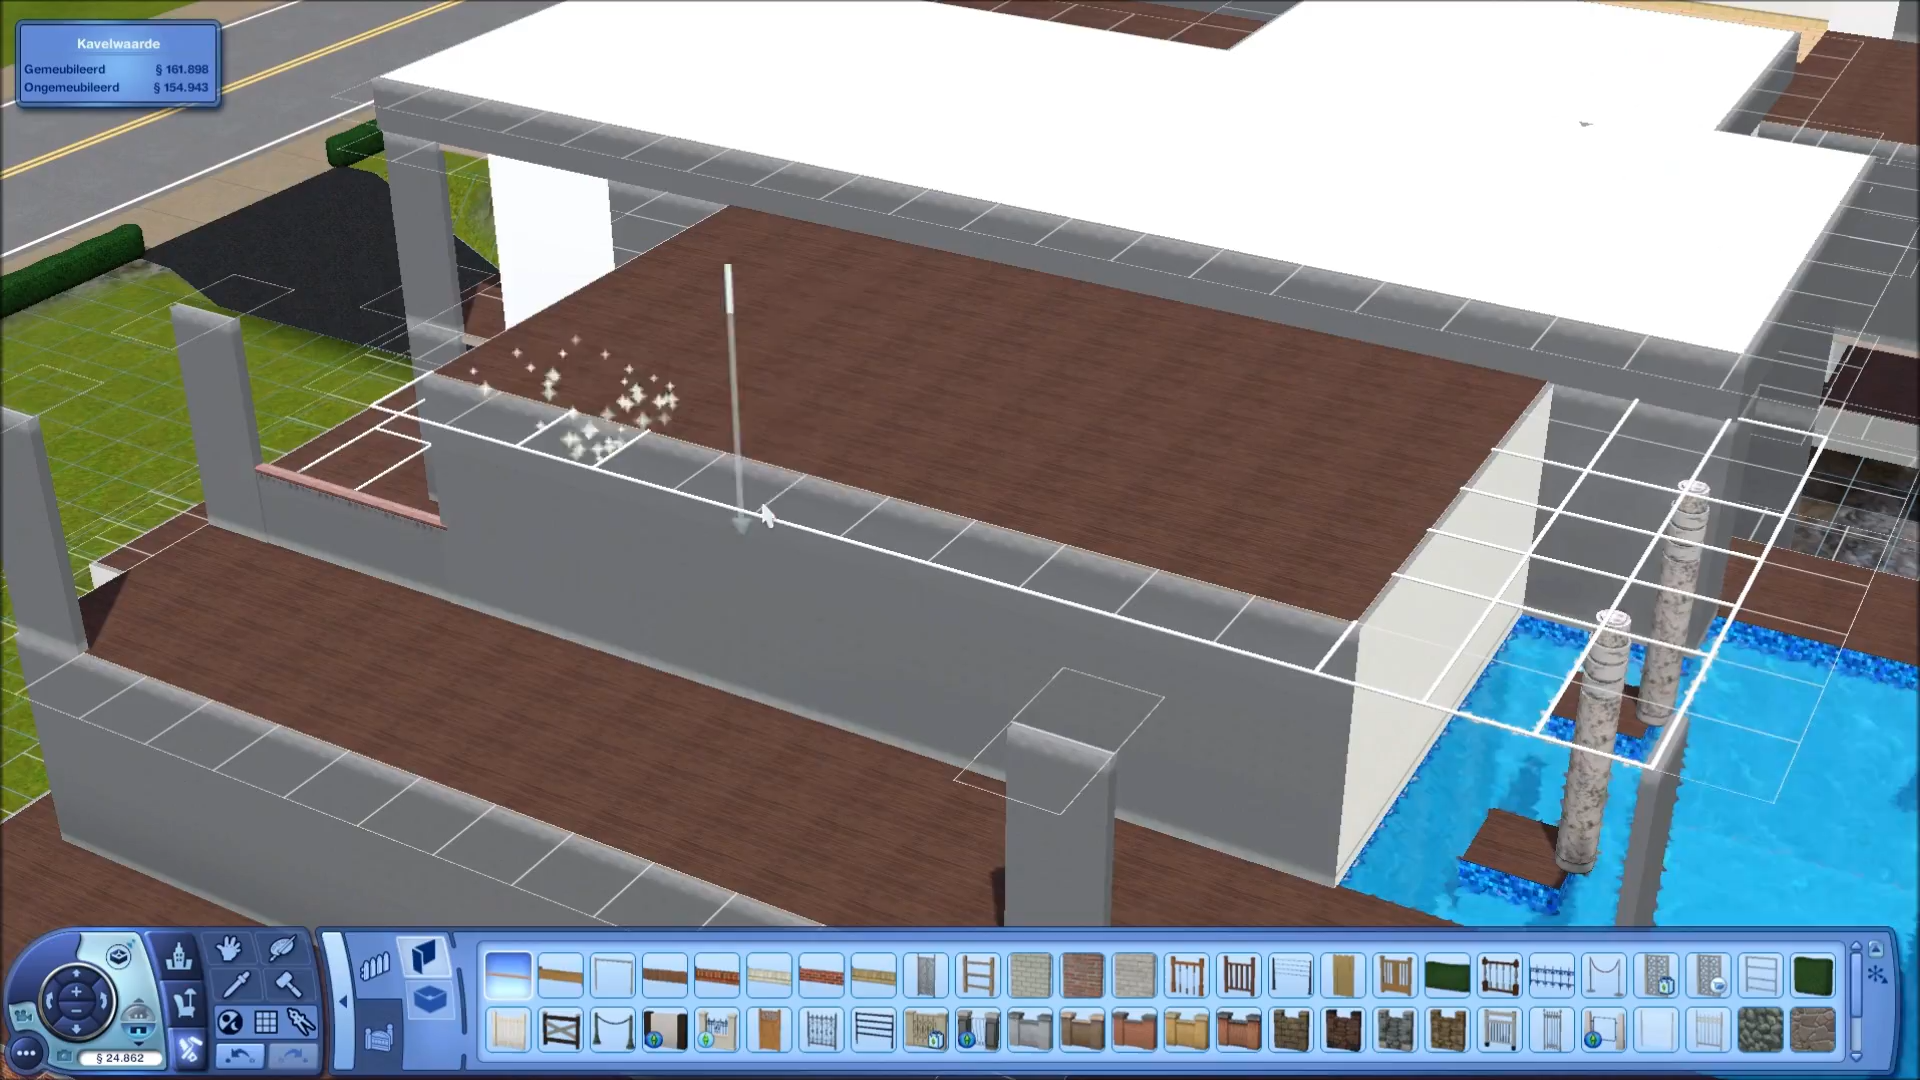 Kavelwaarde
Gemeubileerd § 161.898
Ongemeubileerd § 154.943
§ 24.862